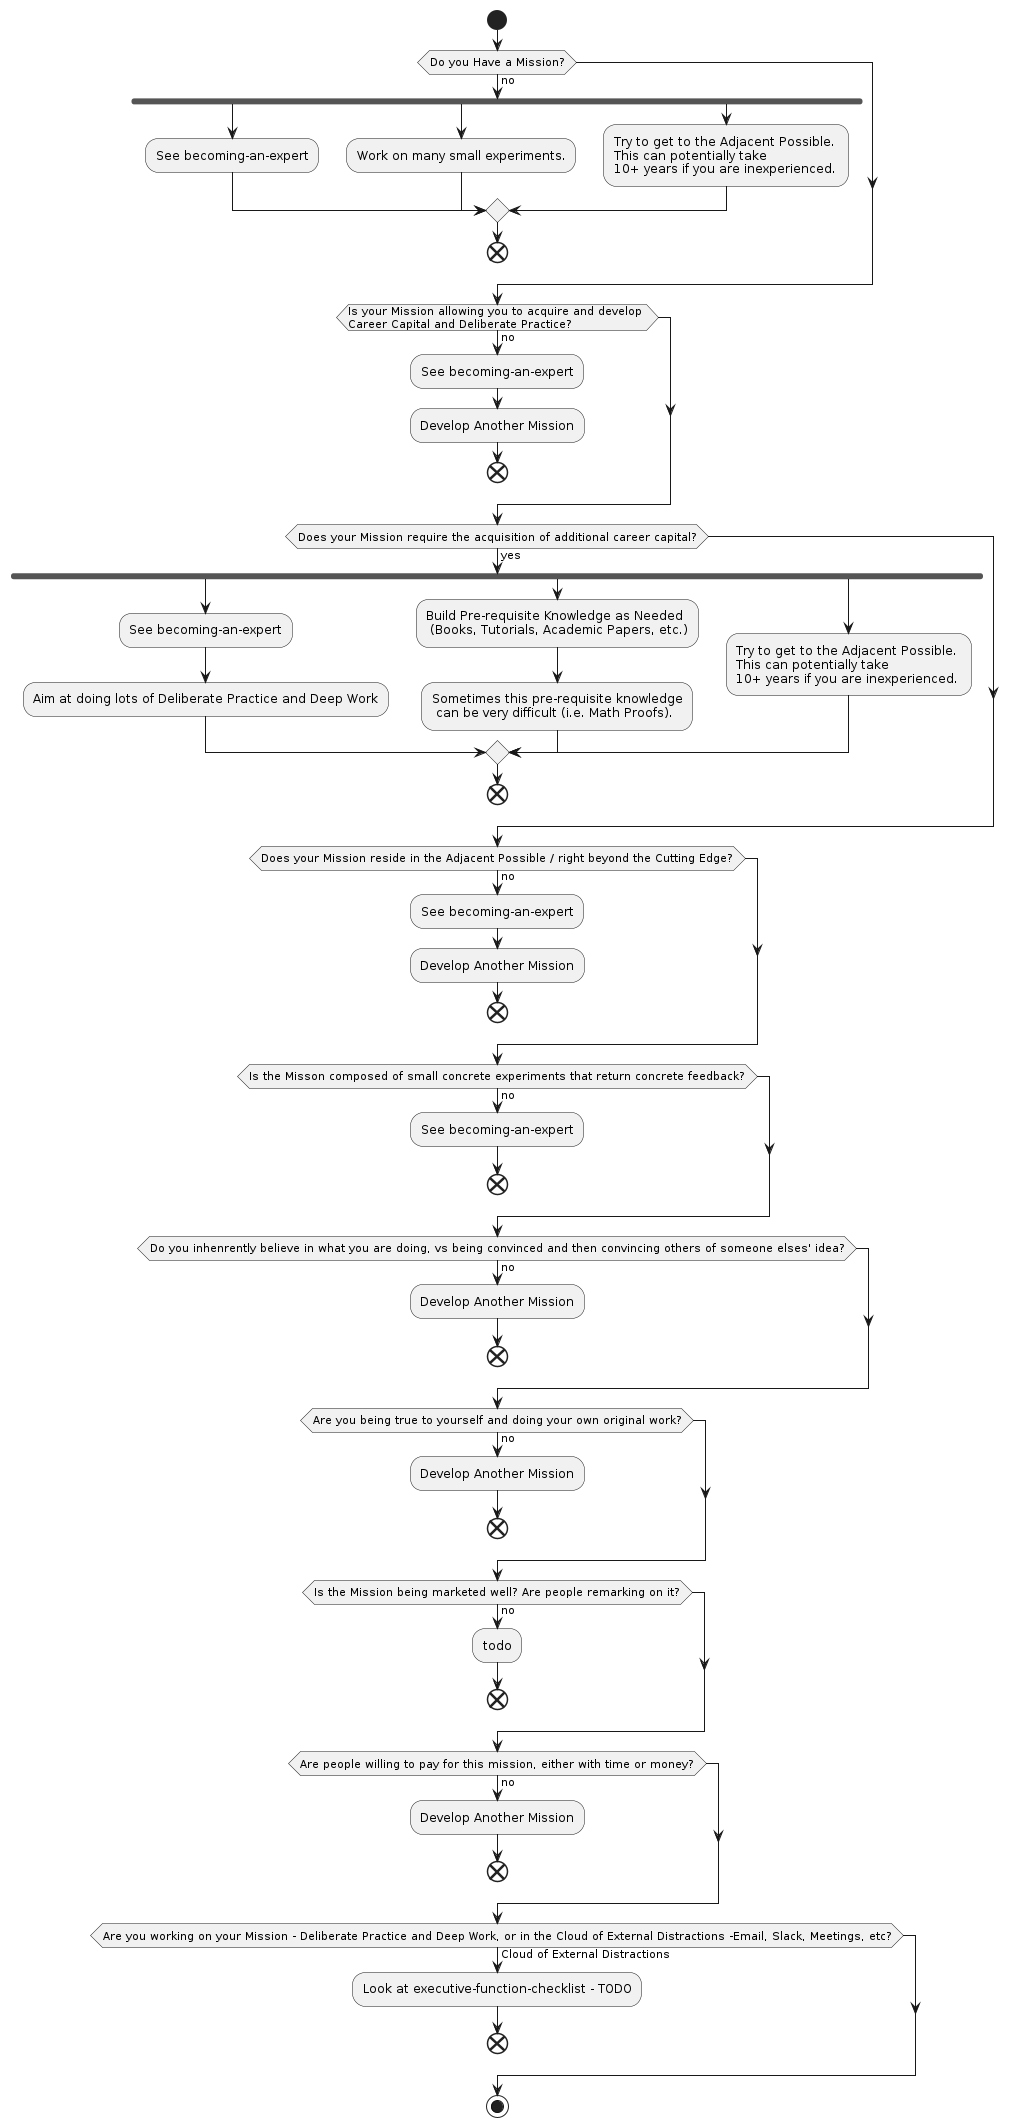 Do you Have a Mission?
no
See becoming-an-expert
Work on many small experiments.
Try to get to the Adjacent Possible.
This can potentially take
10+ years if you are inexperienced.
Is your Mission allowing you to acquire and develop
Career Capital and Deliberate Practice?
no
See becoming-an-expert
Develop Another Mission
Does your Mission require the acquisition of additional career capital?
yes
See becoming-an-expert
Aim at doing lots of Deliberate Practice and Deep Work
Build Pre-requisite Knowledge as Needed
(Books, Tutorials, Academic Papers, etc.)
Sometimes this pre-requisite knowledge
can be very difficult (i.e. Math Proofs).
Try to get to the Adjacent Possible.
This can potentially take
10+ years if you are inexperienced.
Does your Mission reside in the Adjacent Possible / right beyond the Cutting Edge?
no
See becoming-an-expert
Develop Another Mission
Is the Misson composed of small concrete experiments that return concrete feedback?
no
See becoming-an-expert
Do you inhenrently believe in what you are doing, vs being convinced and then convincing others of someone elses' idea?
no
Develop Another Mission
Are you being true to yourself and doing your own original work?
no
Develop Another Mission
Is the Mission being marketed well? Are people remarking on it?
no
todo
Are people willing to pay for this mission, either with time or money?
no
Develop Another Mission
Are you working on your Mission - Deliberate Practice and Deep Work, or in the Cloud of External Distractions -Email, Slack, Meetings, etc?
Cloud of External Distractions
Look at executive-function-checklist - TODO